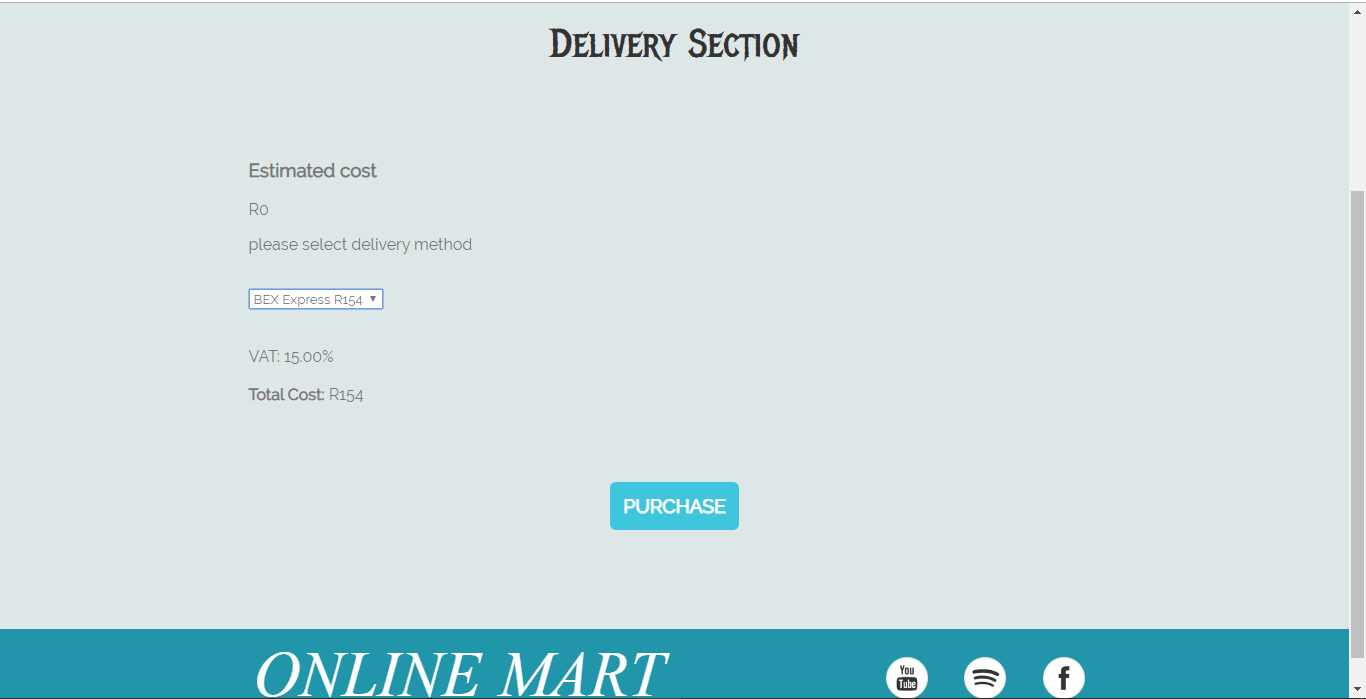 Delivery Section
Estimated cost
R0
please select delivery method
BEX Express R154
VAT: 15.00%
Total Cost: R154
PURCHASE
ONLINE MART
You
Tube
f